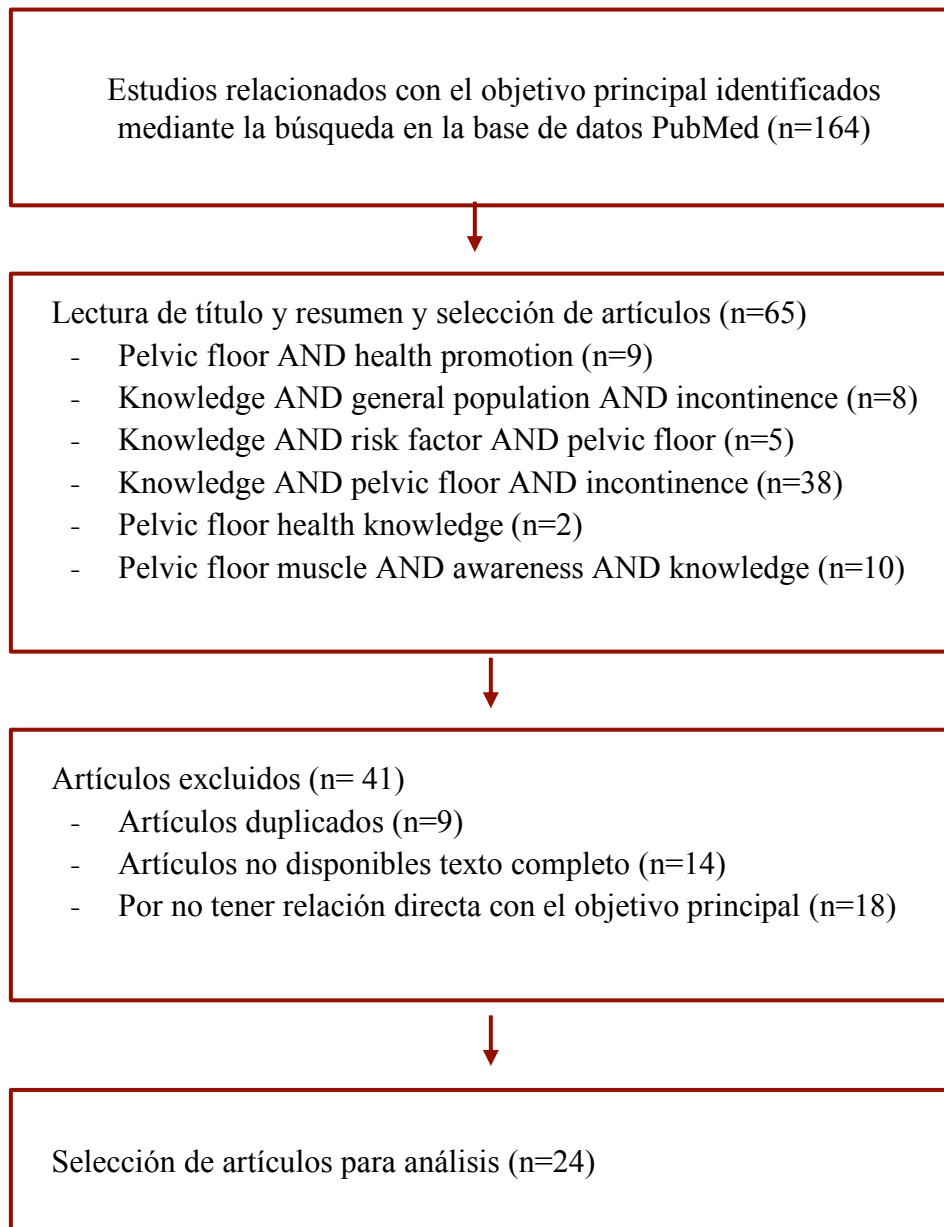 Estudios relacionados con el objetivo principal identificados
mediante la búsqueda en la base de datos PubMed (n=164)
Lectura de título y resumen y selección de artículos (n=65)
- Pelvic floor AND health promotion (n=9)
- Knowledge AND general population AND incontinence (n=8)
- Knowledge AND risk factor AND pelvic floor (n=5)
- Knowledge AND pelvic floor AND incontinence (n=38)
- Pelvic floor health knowledge (n=2)
- Pelvic floor muscle AND awareness AND knowledge (n=10)
Artículos excluidos (n= 41)
- Artículos duplicados (n=9)
- Artículos no disponibles texto completo (n=14)
- Por no tener relación directa con el objetivo principal (n=18)
Selección de artículos para análisis (n=24)